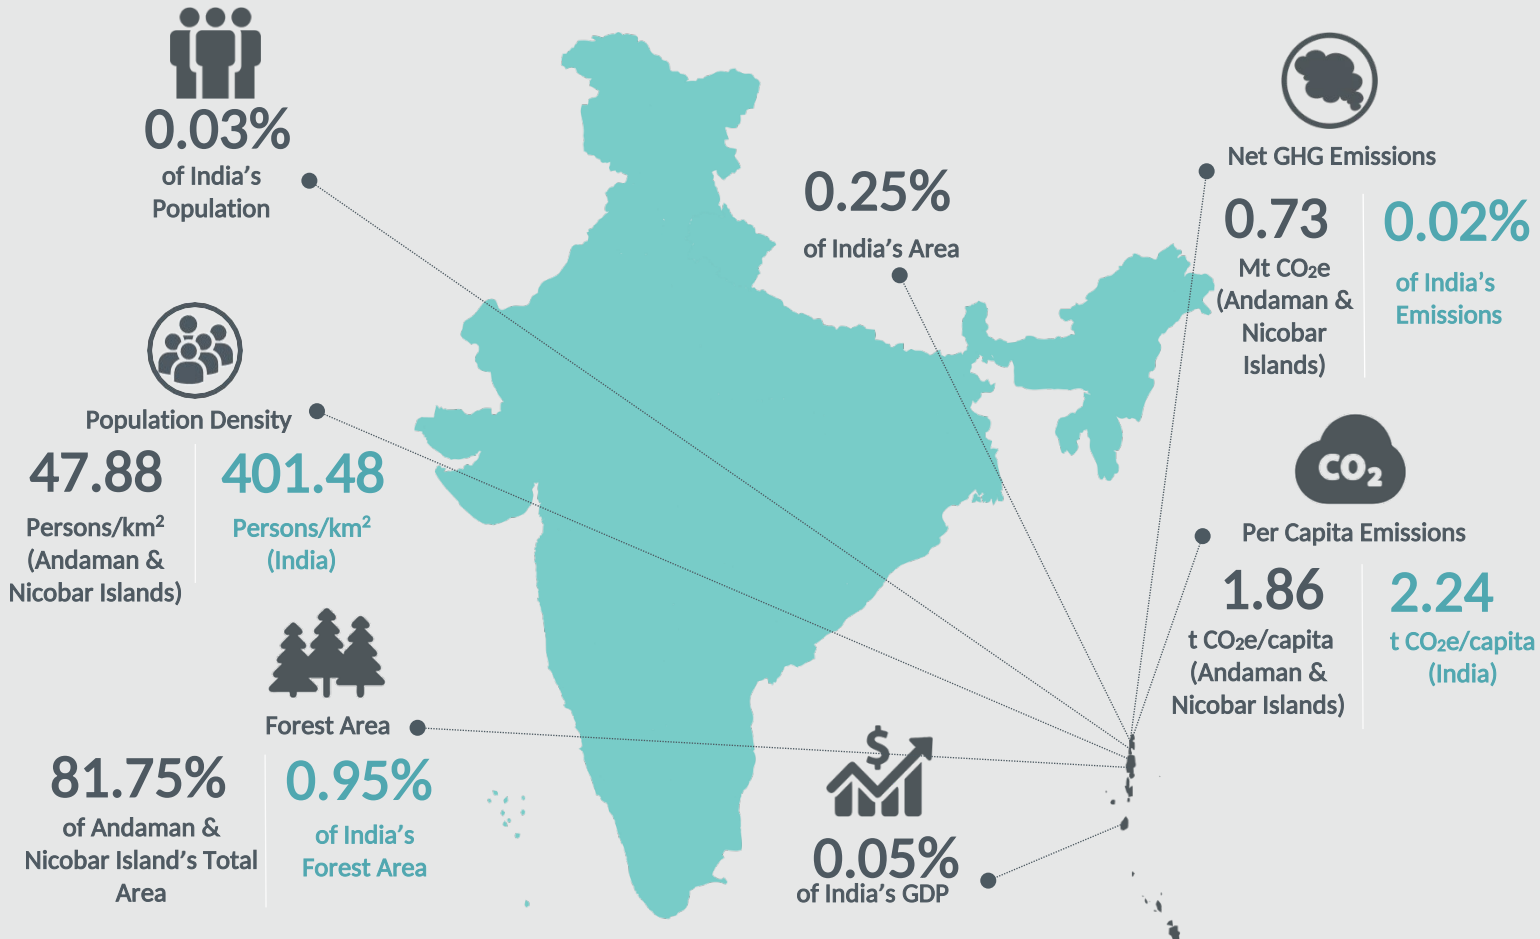 0.03%
of India's
Population
Population Density
47.88
Persons/km²
(Andaman &
Nicobar Islands)
401.48
Persons/km²
(India)
Forest Area
81.75%
of Andaman &
Nicobar Island's Total
Area
0.95%
of India's
Forest Area
0.25%
of India's Area
$
0.05%
of India's GDP
Net GHG Emissions
0.73
Mt CO₂e
(Andaman &
Nicobar
Islands)
0.02%
of India's
Emissions
CO₂
Per Capita Emissions
1.86
t CO₂e/capita
(Andaman &
Nicobar Islands)
2.24
t CO₂e/capita
(India)